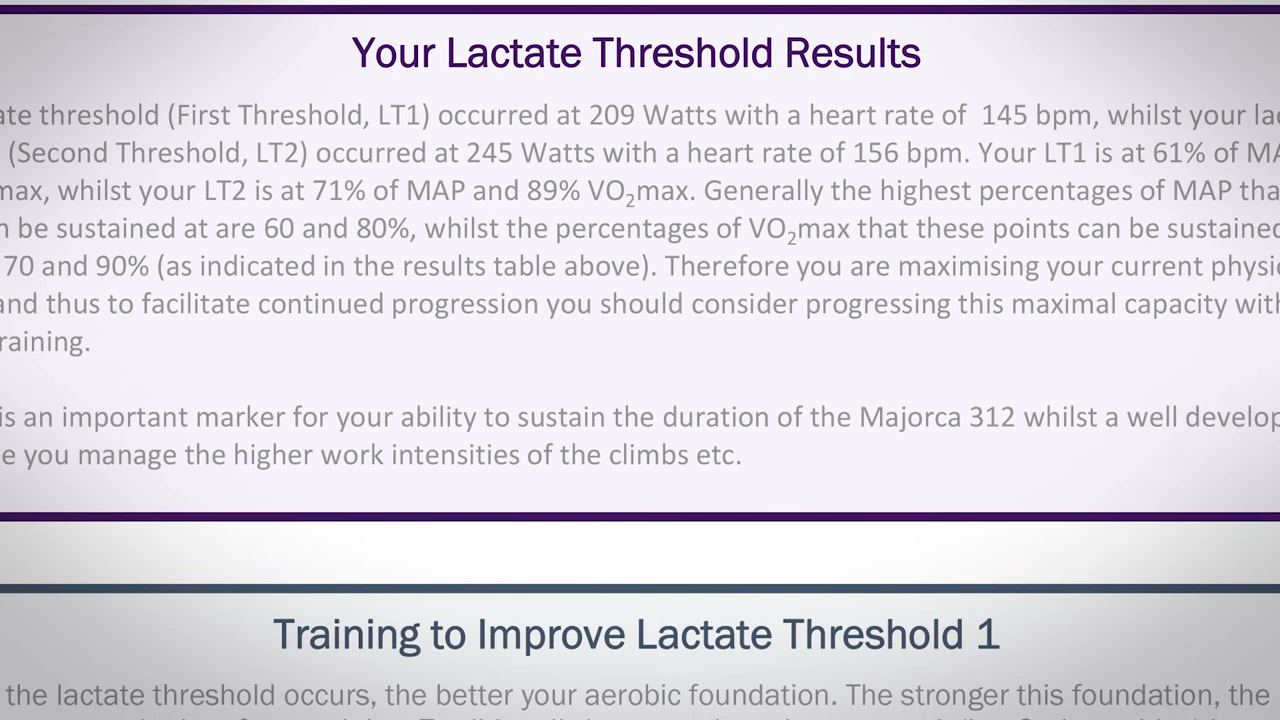 Your Lactate Threshold Results
threshold (First Threshold, LT1) occurred at 209 Watts with a heart rate of 145 bpm, whilst your
(Second Threshold, LT2) occurred at 245 Watts with a heart rate of 156 bpm. Your LT1 is at 61% of
max, whilst your LT2 is at 71% of MAP and 89% VO₂max. Generally the highest percentages of MAP
be sustained at are 60 and 80%, whilst the percentages of VO₂max that these points can be sustained
70 and 90% (as indicated in the results table above). Therefore you are maximising your current
and thus to facilitate continued progression you should consider progressing this maximal capacity
raining.
is an important marker for your ability to sustain the duration of the Majorca 312 whilst a well
you manage the higher work intensities of the climbs etc.
Training to Improve Lactate Threshold 1
the lactate threshold occurs, the better your aerobic foundation. The stronger this foundation, the